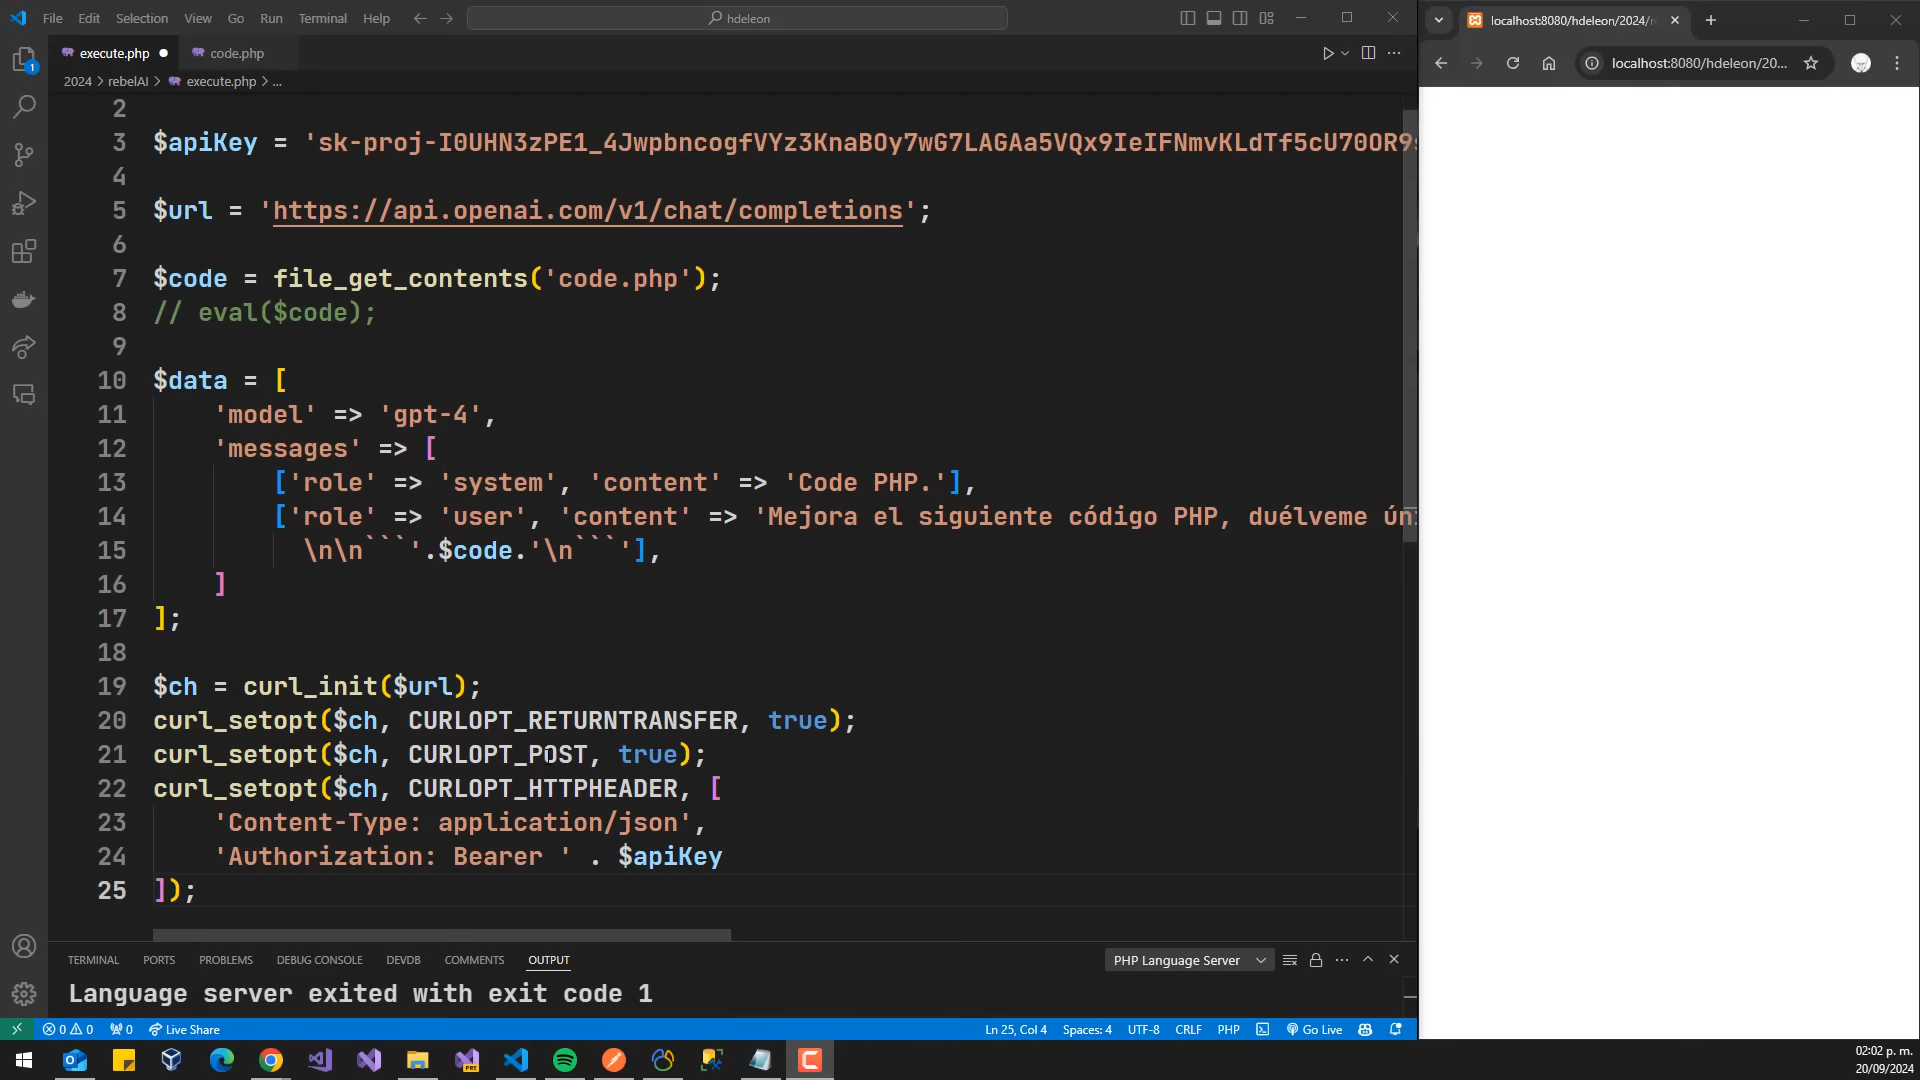 File Edit Selection View Go Run Terminal Help
hdeleon
localhost:8080/hdeleon/2024/
execute.php
code.php
2024 > rebelAI > execute.php > ...
localhost:8080/hdeleon/20...
1
2
3 $apiKey = 'sk-proj-I0UHN3zPE1_4JwpbncogfVYz3KnaBOy7wG7LAGAa5VQx9IeIFNmvKLdTf5cU70OR9
4
5 $url = 'https://api.openai.com/v1/chat/completions';
6
7 $code = file_get_contents('code.php');
8 // eval($code);
9
10 $data = [
11 'model' => 'gpt-4',
12 'messages' => [
13 ['role' => 'system', 'content' => 'Code PHP.'],
14 ['role' => 'user', 'content' => 'Mejora el siguiente código PHP, duélveme ún
15 \n\n```'.$code.'\n```'],
16 ]
17 ];
18
19 $ch = curl_init($url);
20 curl_setopt($ch, CURLOPT_RETURNTRANSFER, true);
21 curl_setopt($ch, CURLOPT_POST, true);
22 curl_setopt($ch, CURLOPT_HTTPHEADER, [
23 'Content-Type: application/json',
24 'Authorization: Bearer ' . $apiKey
25 ]);
TERMINAL PORTS PROBLEMS DEBUG CONSOLE DEVDB COMMENTS OUTPUT
PHP Language Server
Language server exited with exit code 1
0 0 0 Live Share
Ln 25, Col 4 Spaces: 4 UTF-8 CRLF PHP Go Live
PRE
02:02 p. m.
20/09/2024